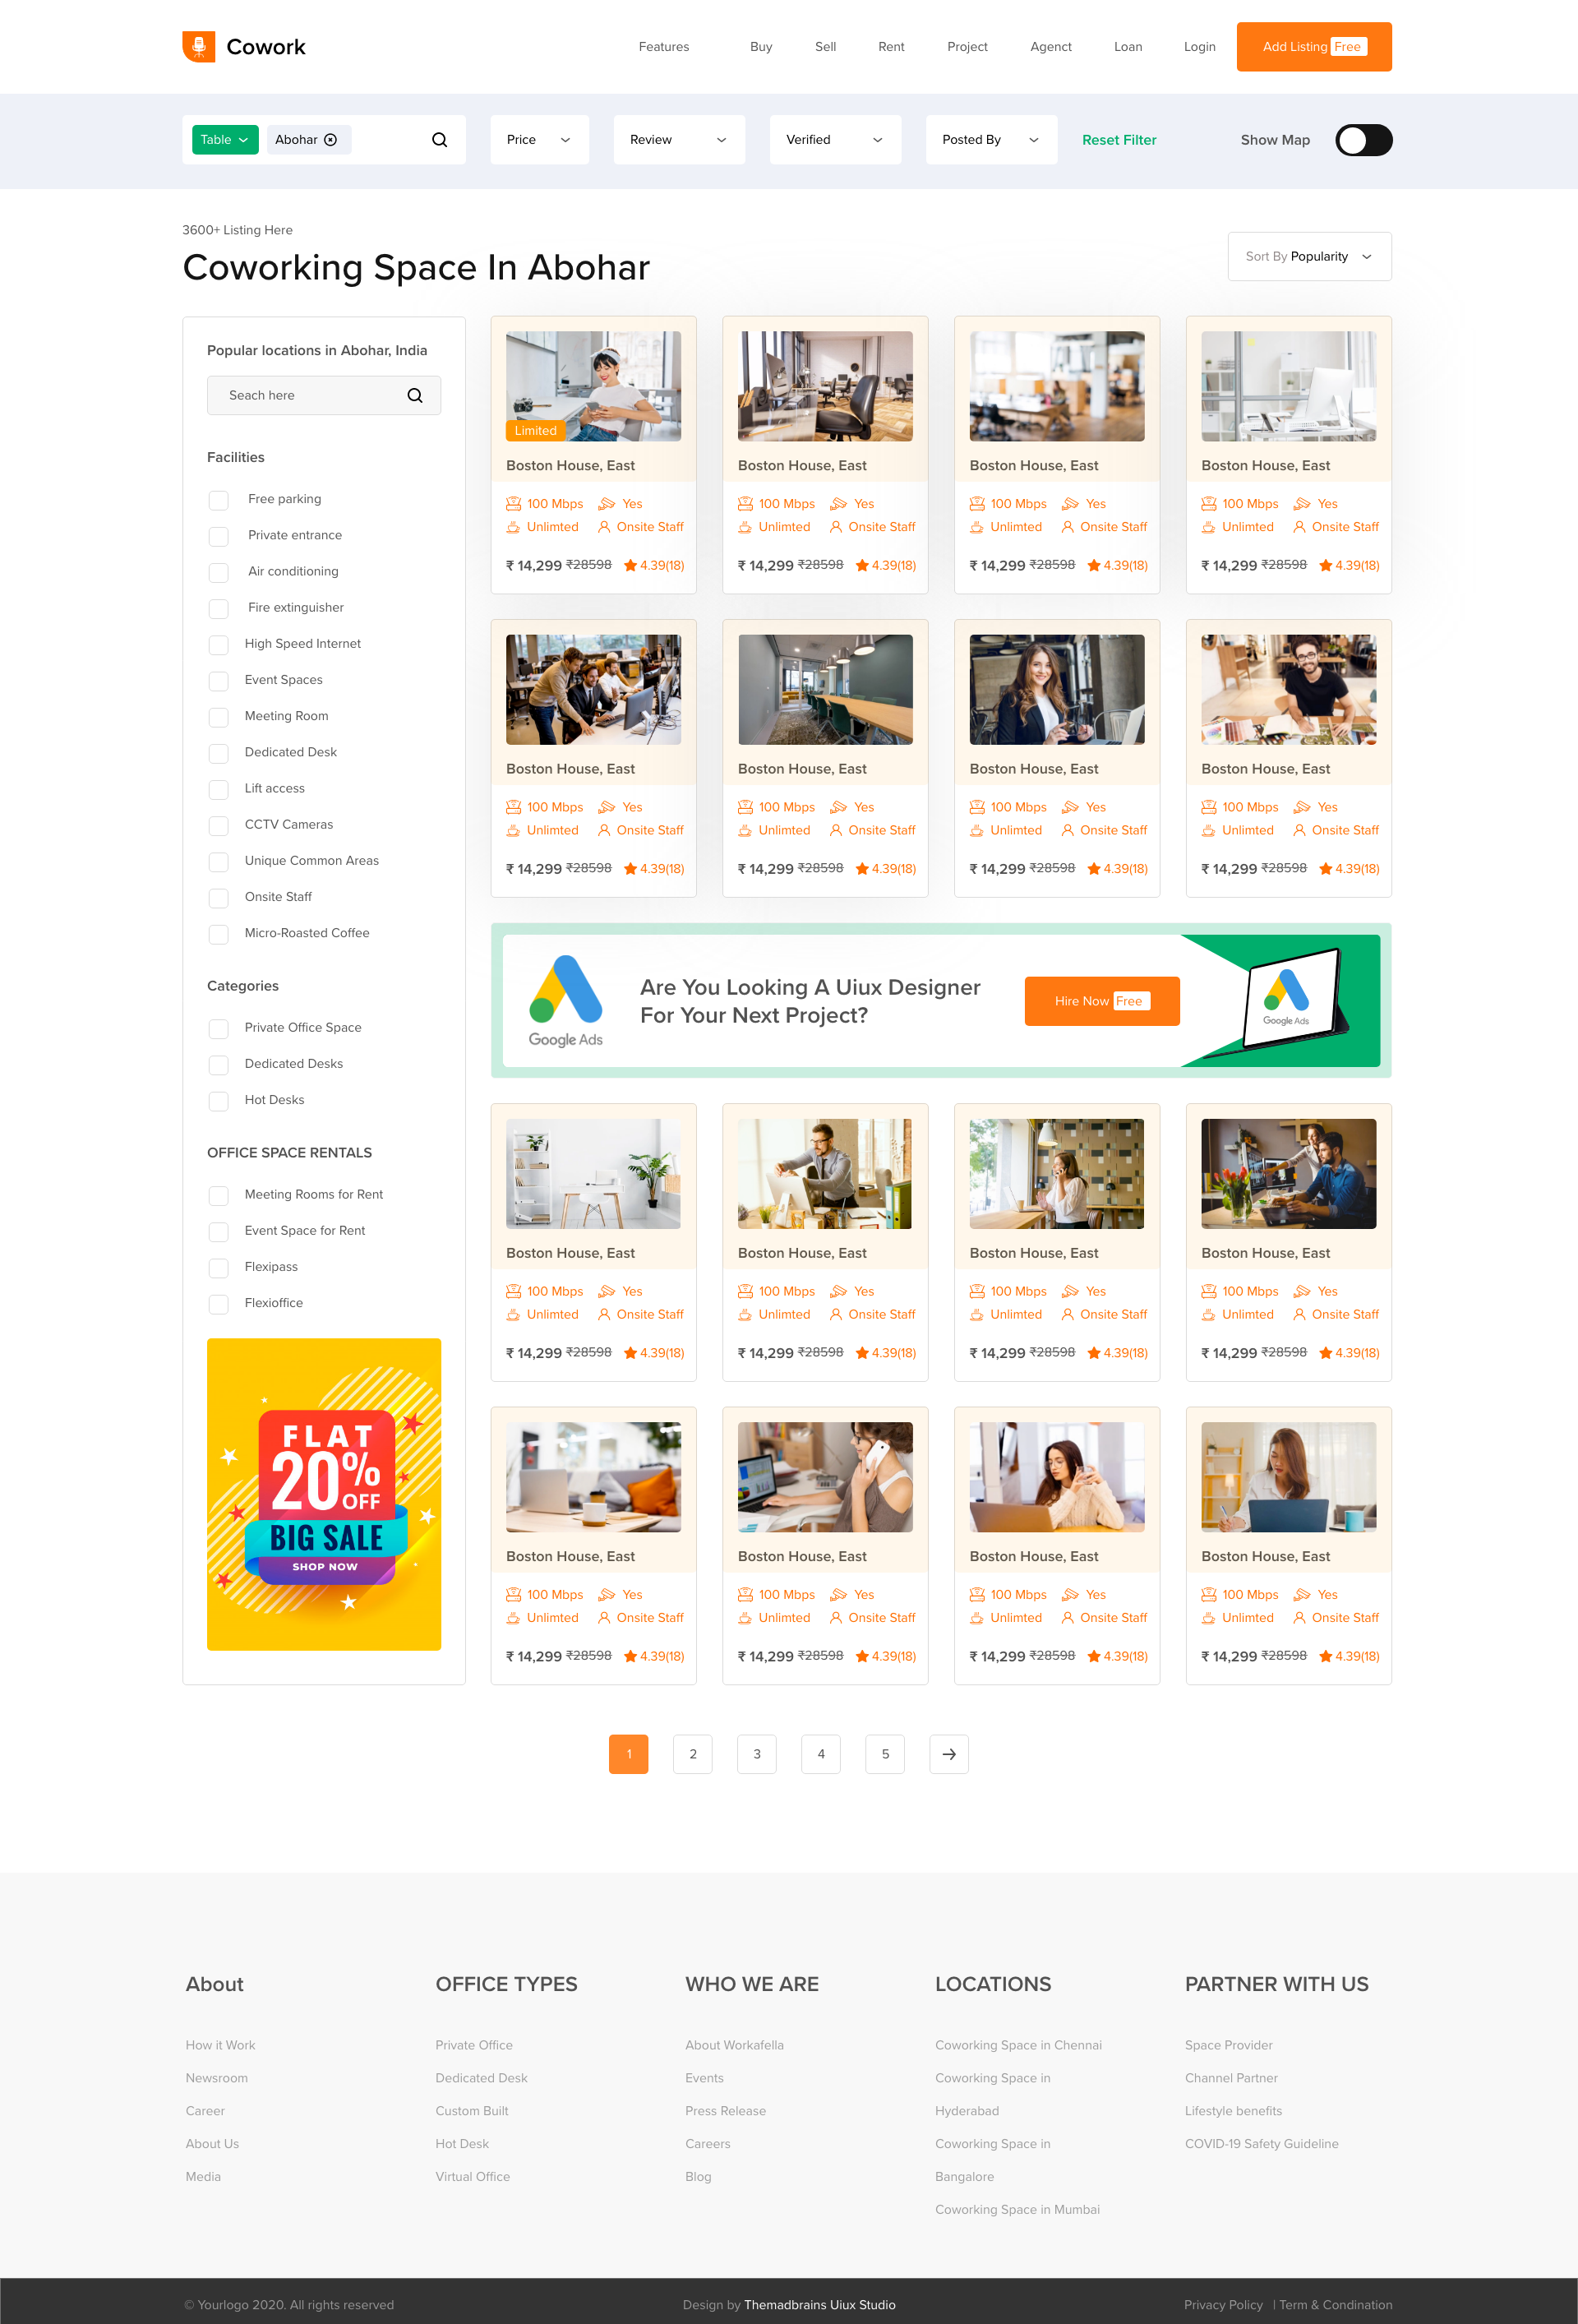 Cowork
Features Buy Sell Rent Project Agenct Loan Login Add Listing Free
Table Abohar Price Review Verified Posted By Reset Filter Show Map
3600+ Listing Here
Coworking Space In Abohar
Sort By Popularity
Popular locations in Abohar, India
Seach here
Facilities
Free parking
Private entrance
Air conditioning
Fire extinguisher
High Speed Internet
Event Spaces
Meeting Room
Dedicated Desk
Lift access
CCTV Cameras
Unique Common Areas
Onsite Staff
Micro-Roasted Coffee
Categories
Private Office Space
Dedicated Desks
Hot Desks
OFFICE SPACE RENTALS
Meeting Rooms for Rent
Event Space for Rent
Flexipass
Flexioffice
FLAT
20% OFF
BIG SALE
SHOP NOW
Limited
Boston House, East Boston House, East Boston House, East Boston House, East
100 Mbps Yes 100 Mbps Yes 100 Mbps Yes 100 Mbps Yes
Unlimted Onsite Staff Unlimted Onsite Staff Unlimted Onsite Staff Unlimted Onsite Staff
₹ 14,299 ₹28598 4.39(18) ₹ 14,299 ₹28598 4.39(18) ₹ 14,299 ₹28598 4.39(18) ₹ 14,299 ₹28598 4.39(18)
Boston House, East Boston House, East Boston House, East Boston House, East
100 Mbps Yes 100 Mbps Yes 100 Mbps Yes 100 Mbps Yes
Unlimted Onsite Staff Unlimted Onsite Staff Unlimted Onsite Staff Unlimted Onsite Staff
₹ 14,299 ₹28598 4.39(18) ₹ 14,299 ₹28598 4.39(18) ₹ 14,299 ₹28598 4.39(18) ₹ 14,299 ₹28598 4.39(18)
Google Ads
Are You Looking A Uiux Designer
For Your Next Project?
Hire Now Free
Google Ads
Boston House, East Boston House, East Boston House, East Boston House, East
100 Mbps Yes 100 Mbps Yes 100 Mbps Yes 100 Mbps Yes
Unlimted Onsite Staff Unlimted Onsite Staff Unlimted Onsite Staff Unlimted Onsite Staff
₹ 14,299 ₹28598 4.39(18) ₹ 14,299 ₹28598 4.39(18) ₹ 14,299 ₹28598 4.39(18) ₹ 14,299 ₹28598 4.39(18)
Boston House, East Boston House, East Boston House, East Boston House, East
100 Mbps Yes 100 Mbps Yes 100 Mbps Yes 100 Mbps Yes
Unlimted Onsite Staff Unlimted Onsite Staff Unlimted Onsite Staff Unlimted Onsite Staff
₹ 14,299 ₹28598 4.39(18) ₹ 14,299 ₹28598 4.39(18) ₹ 14,299 ₹28598 4.39(18) ₹ 14,299 ₹28598 4.39(18)
1 2 3 4 5
About
How it Work
Newsroom
Career
About Us
Media
OFFICE TYPES
Private Office
Dedicated Desk
Custom Built
Hot Desk
Virtual Office
WHO WE ARE
About Workafella
Events
Press Release
Careers
Blog
LOCATIONS
Coworking Space in Chennai
Coworking Space in
Hyderabad
Coworking Space in
Bangalore
Coworking Space in Mumbai
PARTNER WITH US
Space Provider
Channel Partner
Lifestyle benefits
COVID-19 Safety Guideline
© Yourlogo 2020. All rights reserved
Design by Themadbrains Uiux Studio
Privacy Policy | Term & Condination